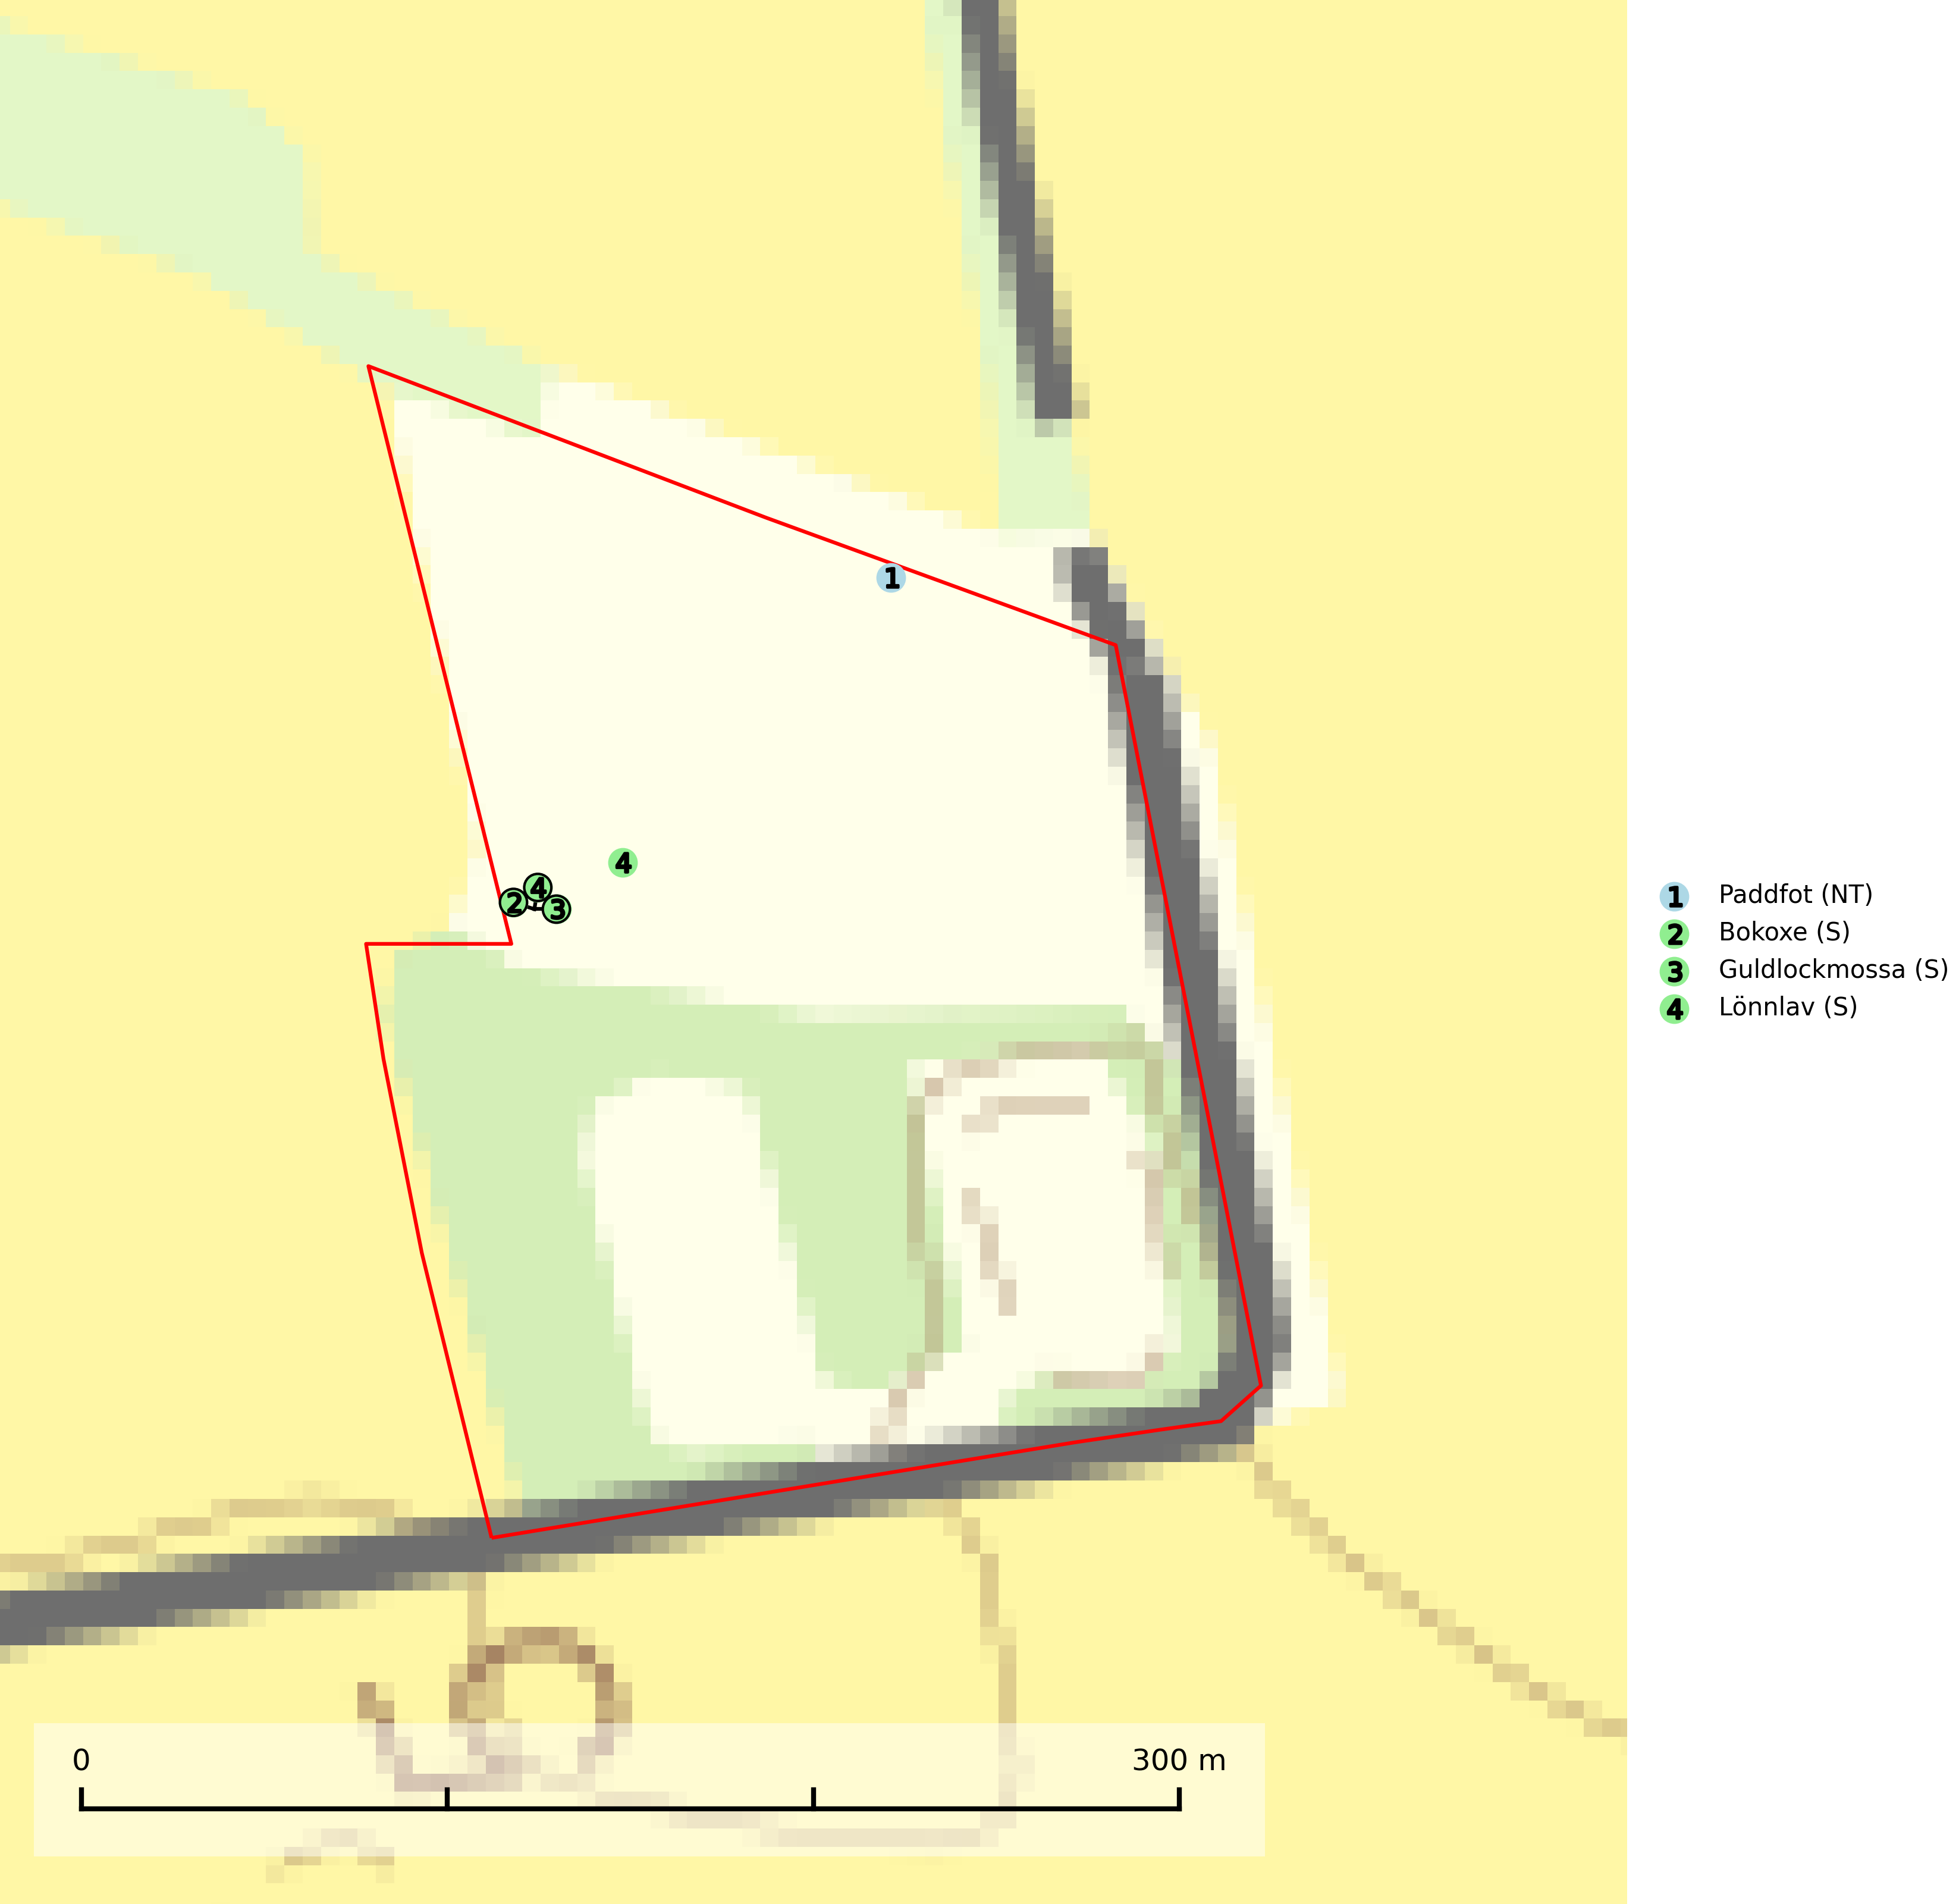 1
4
4
2
3
1 Paddfot (NT)
2 Bokoxe (S)
3 Guldlockmossa (S)
4 Lönnlav (S)
0 300 m